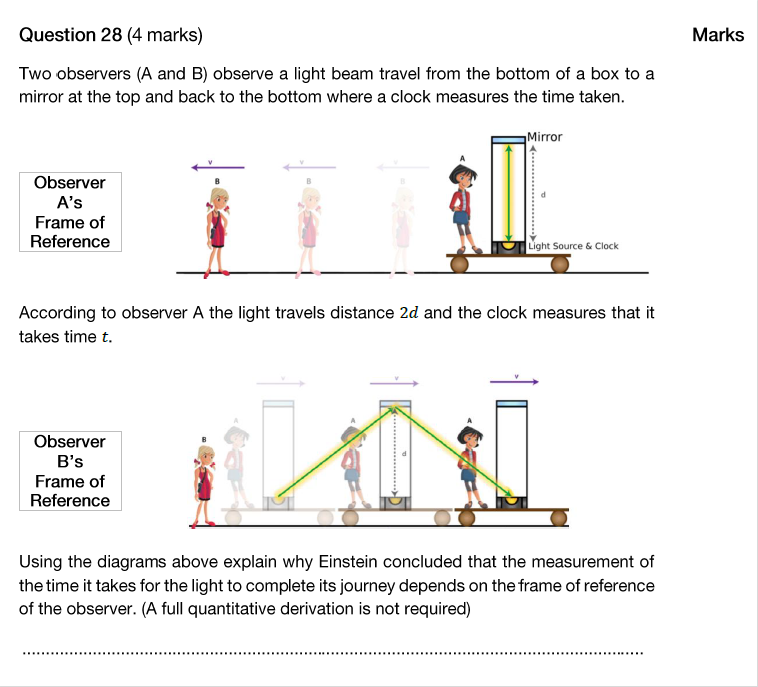 Question 28 (4 marks) Marks
Two observers (A and B) observe a light beam travel from the bottom of a box to a
mirror at the top and back to the bottom where a clock measures the time taken.
Observer
A's
Frame of
Reference
v v v
B B B
A
Mirror
d
Light Source & Clock
According to observer A the light travels distance 2d and the clock measures that it
takes time t.
Observer
B's
Frame of
Reference
v v v
B A A A
d
Using the diagrams above explain why Einstein concluded that the measurement of
the time it takes for the light to complete its journey depends on the frame of reference
of the observer. (A full quantitative derivation is not required)